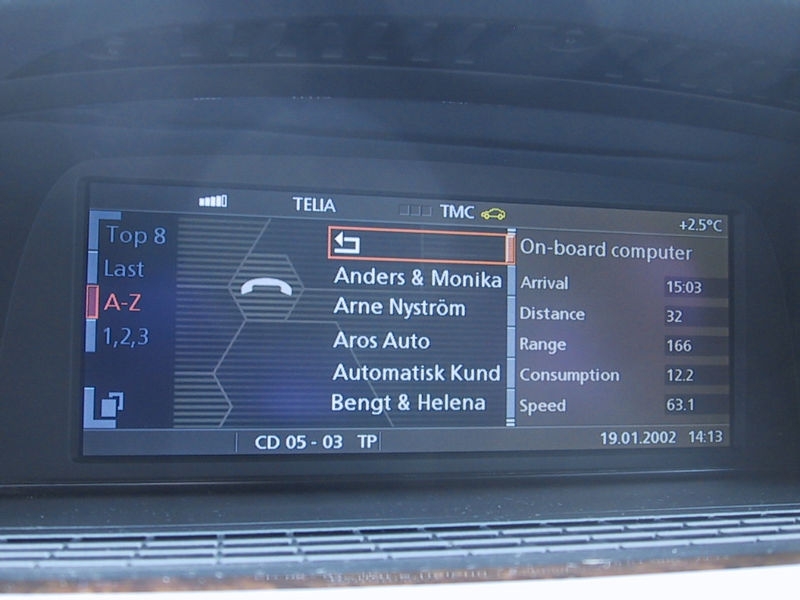 TELIA TMC
+2.5°C
Top 8
Last
A-Z
1,2,3
Anders & Monika
Arne Nyström
Aros Auto
Automatisk Kund
Bengt & Helena
On-board computer
Arrival 15:03
Distance 32
Range 166
Consumption 12.2
Speed 63.1
CD 05 - 03 TP
19.01.2002 14:13